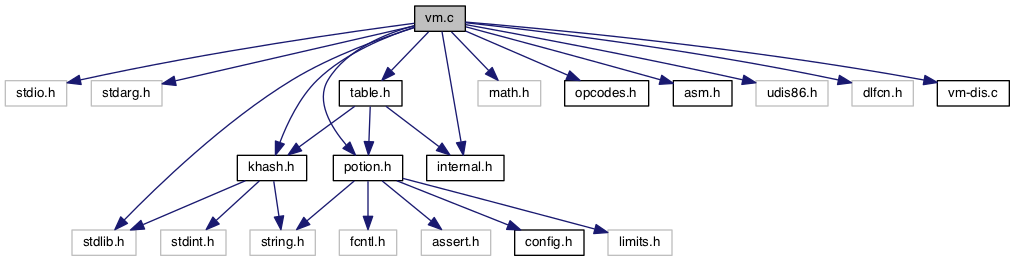 vm.c
stdio.h
stdarg.h
table.h
math.h
opcodes.h
asm.h
udis86.h
dlfcn.h
vm-dis.c
khash.h
potion.h
internal.h
stdlib.h
stdint.h
string.h
fcntl.h
assert.h
config.h
limits.h